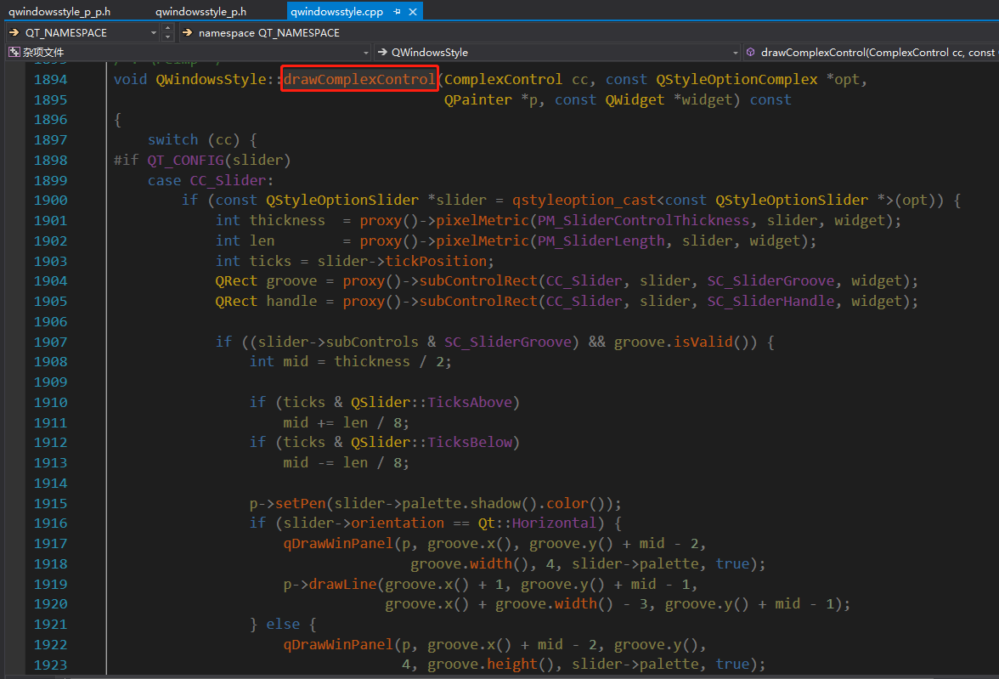 qwindowsstyle_p_p.h qwindowsstyle_p.h qwindowsstyle.cpp
QT_NAMESPACE namespace QT_NAMESPACE
杂项文件 QWindowsStyle drawComplexControl(ComplexControl cc, const
1894 void QWindowsStyle::drawComplexControl(ComplexControl cc, const QStyleOptionComplex *opt,
1895 QPainter *p, const QWidget *widget) const
1896 {
1897 switch (cc) {
1898 #if QT_CONFIG(slider)
1899 case CC_Slider:
1900 if (const QStyleOptionSlider *slider = qstyleoption_cast<const QStyleOptionSlider *>(opt)) {
1901 int thickness = proxy()->pixelMetric(PM_SliderControlThickness, slider, widget);
1902 int len = proxy()->pixelMetric(PM_SliderLength, slider, widget);
1903 int ticks = slider->tickPosition;
1904 QRect groove = proxy()->subControlRect(CC_Slider, slider, SC_SliderGroove, widget);
1905 QRect handle = proxy()->subControlRect(CC_Slider, slider, SC_SliderHandle, widget);
1906
1907 if ((slider->subControls & SC_SliderGroove) && groove.isValid()) {
1908 int mid = thickness / 2;
1909
1910 if (ticks & QSlider::TicksAbove)
1911 mid += len / 8;
1912 if (ticks & QSlider::TicksBelow)
1913 mid -= len / 8;
1914
1915 p->setPen(slider->palette.shadow().color());
1916 if (slider->orientation == Qt::Horizontal) {
1917 qDrawWinPanel(p, groove.x(), groove.y() + mid - 2,
1918 groove.width(), 4, slider->palette, true);
1919 p->drawLine(groove.x() + 1, groove.y() + mid - 1,
1920 groove.x() + groove.width() - 3, groove.y() + mid - 1);
1921 } else {
1922 qDrawWinPanel(p, groove.x() + mid - 2, groove.y(),
1923 4, groove.height(), slider->palette, true);